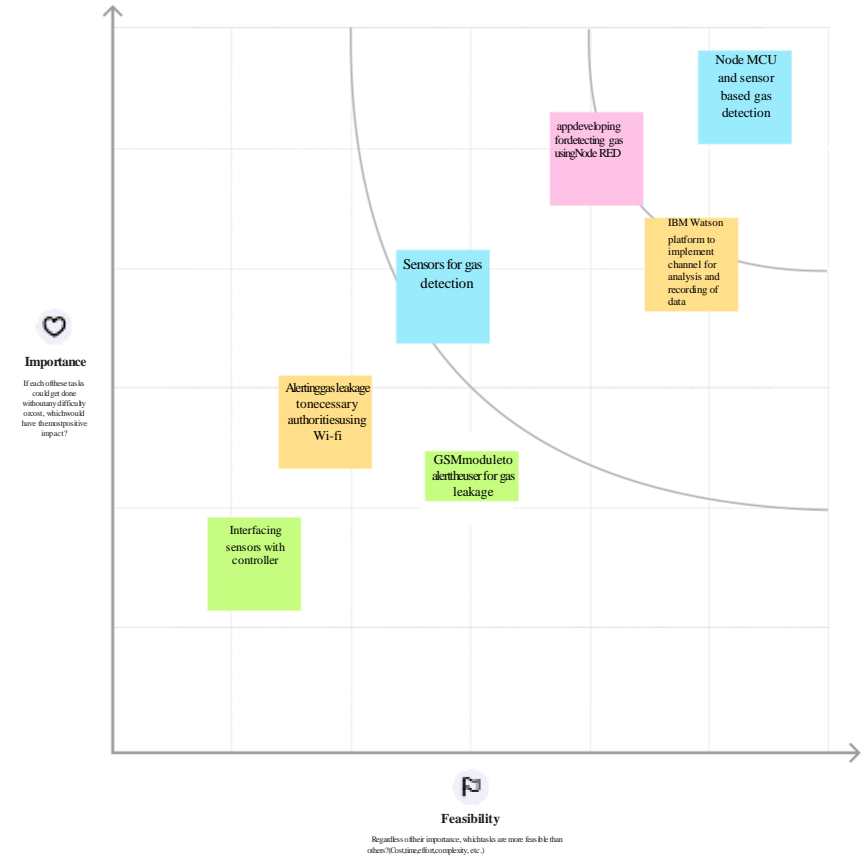 Node MCU
and sensor
based gas
detection
appdeveloping
fordetecting gas
usingNode RED
IBM Watson
platform to
implement
channel for
analysis and
recording of
data
Sensors for gas
detection
Importance
If each ofthese tasks
could get done
withoutany difficulty
orcost, whichwould
have themostpositive
impact?
Alertinggas leakage
tonecessary
authoritiesusing
Wi-fi
GSMmoduleto
alerttheuser for gas
leakage
Interfacing
sensors with
controller
Feasibility
Regardless oftheir importance, whichtasks are more feasible than
others?(Cost,time,effort,complexity, etc.)